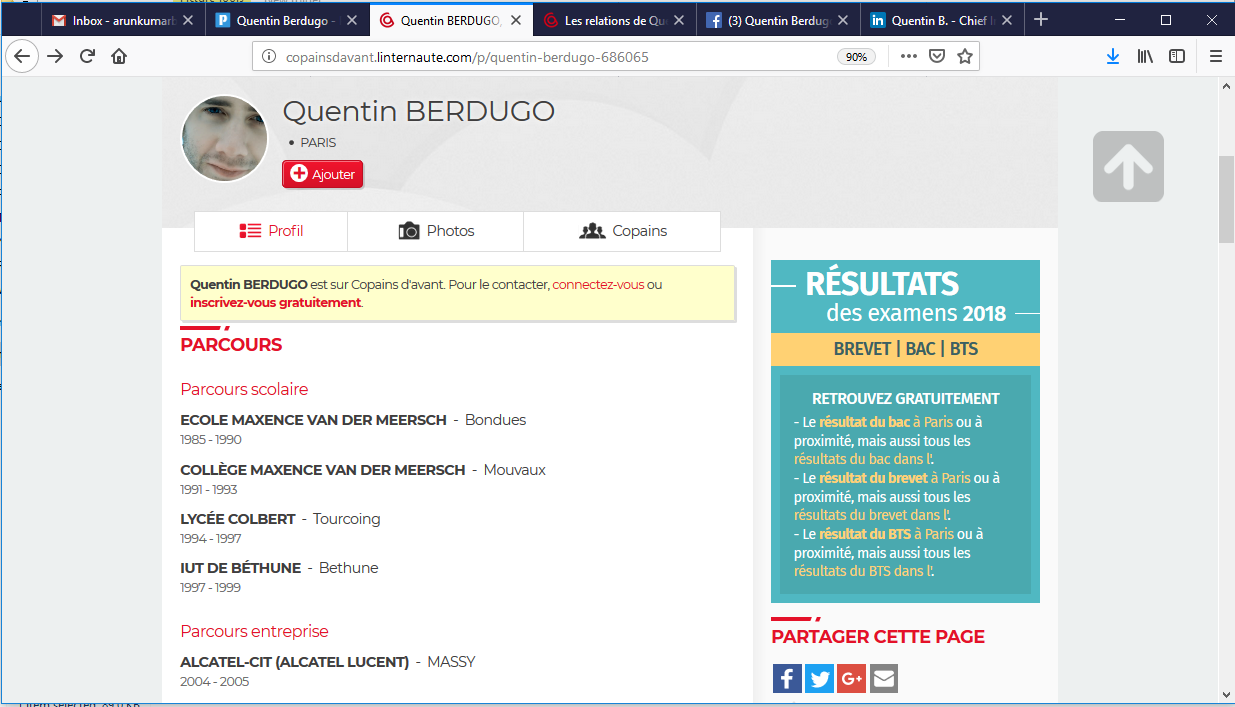 Inbox - arunkumarb
Quentin Berdugo -
Quentin BERDUGO,
Les relations de Que
(3) Quentin Berdugo
Quentin B. - Chief I
copainsdavant.linternaute.com/p/quentin-berdugo-686065
90%
Quentin BERDUGO
• PARIS
Ajouter
Profil
Photos
Copains
Quentin BERDUGO est sur Copains d'avant. Pour le contacter, connectez-vous ou
inscrivez-vous gratuitement.
PARCOURS
Parcours scolaire
ECOLE MAXENCE VAN DER MEERSCH - Bondues
1985 - 1990
COLLÈGE MAXENCE VAN DER MEERSCH - Mouvaux
1991 - 1993
LYCÉE COLBERT - Tourcoing
1994 - 1997
IUT DE BÉTHUNE - Bethune
1997 - 1999
Parcours entreprise
ALCATEL-CIT (ALCATEL LUCENT) - MASSY
2004 - 2005
RÉSULTATS
des examens 2018
BREVET | BAC | BTS
RETROUVEZ GRATUITEMENT
- Le résultat du bac à Paris ou à
proximité, mais aussi tous les
résultats du bac dans l'.
- Le résultat du brevet à Paris ou à
proximité, mais aussi tous les
résultats du brevet dans l'.
- Le résultat du BTS à Paris ou à
proximité, mais aussi tous les
résultats du BTS dans l'.
PARTAGER CETTE PAGE